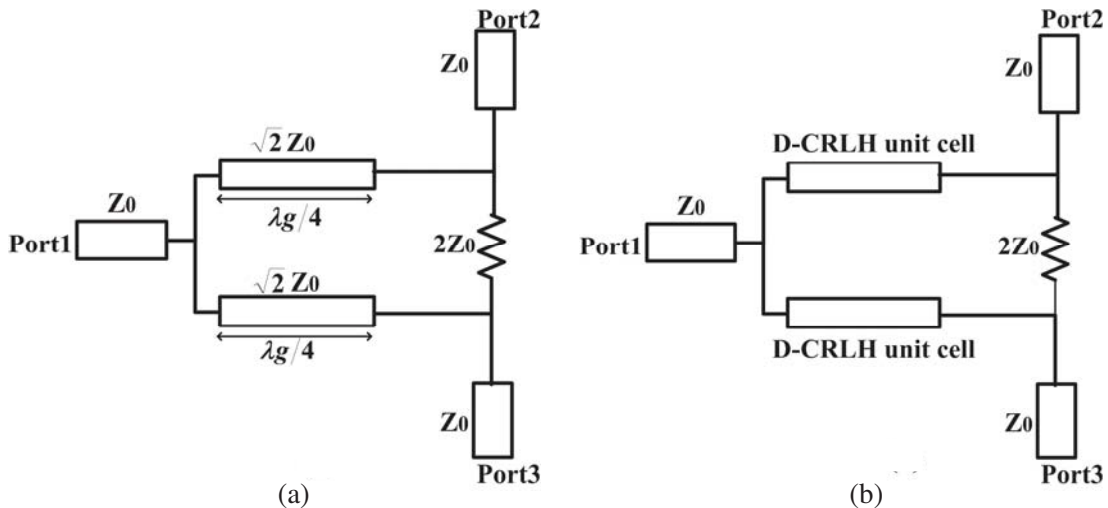 Port2
Z0
√2 Z0
λg/4
Z0
Port1
2Z0
√2 Z0
λg/4
Z0
Port3
(a)
Port2
Z0
D-CRLH unit cell
Z0
Port1
2Z0
D-CRLH unit cell
Z0
Port3
(b)